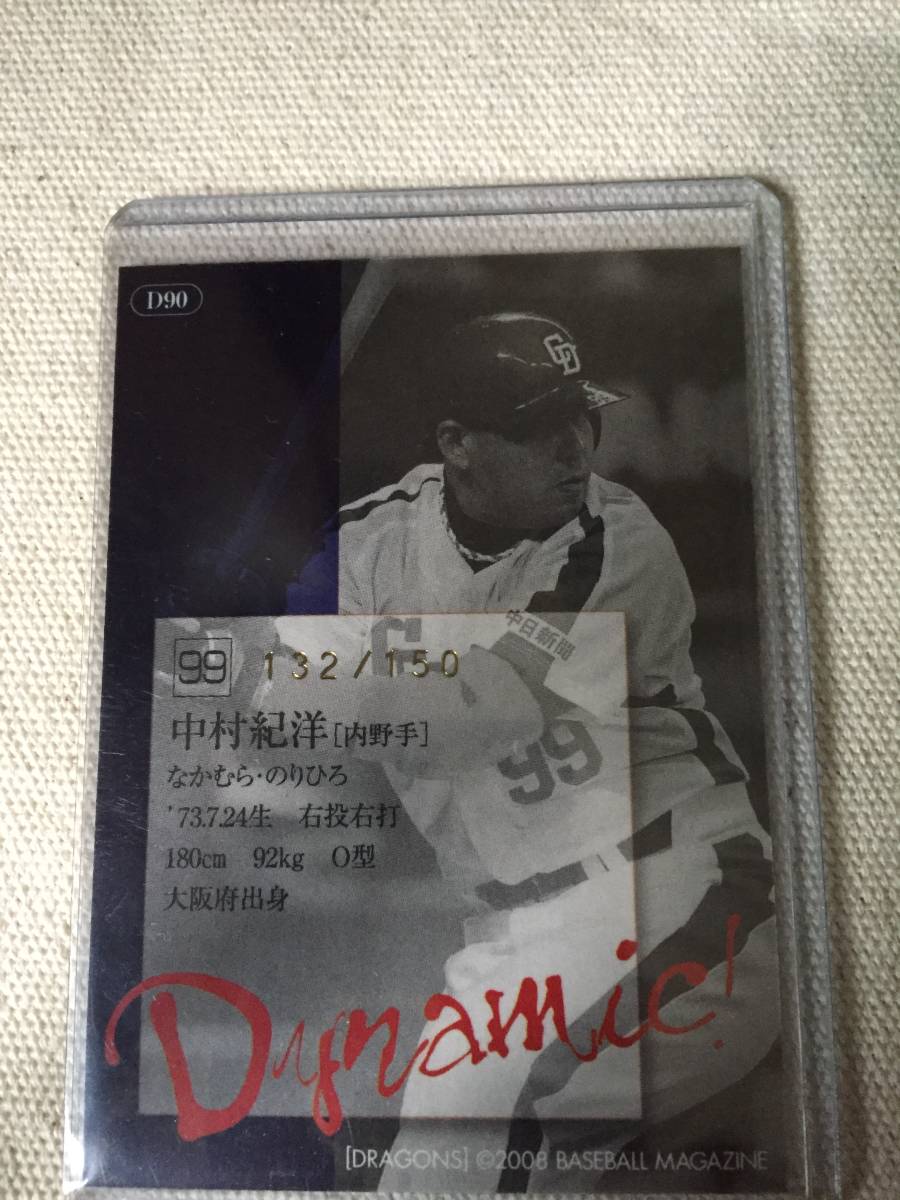 D90
CD
中日新聞
99 132/150
99
中村紀洋[内野手]
なかむら・のりひろ
'73.7.24生 右投右打
180cm 92kg O型
大阪府出身
Dynamic!
[DRAGONS] ©2008 BASEBALL MAGAZINE